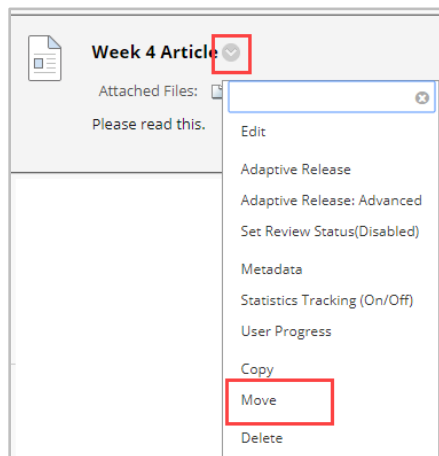 Week 4 Article
Attached Files:
Please read this.
Edit
Adaptive Release
Adaptive Release: Advanced
Set Review Status(Disabled)
Metadata
Statistics Tracking (On/Off)
User Progress
Copy
Move
Delete